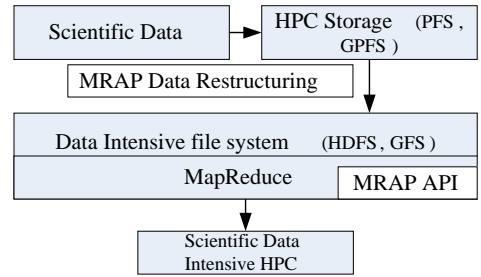 Scientific Data
HPC Storage (PFS ,
GPFS )
MRAP Data Restructuring
Data Intensive file system (HDFS , GFS )
MapReduce
MRAP API
Scientific Data
Intensive HPC